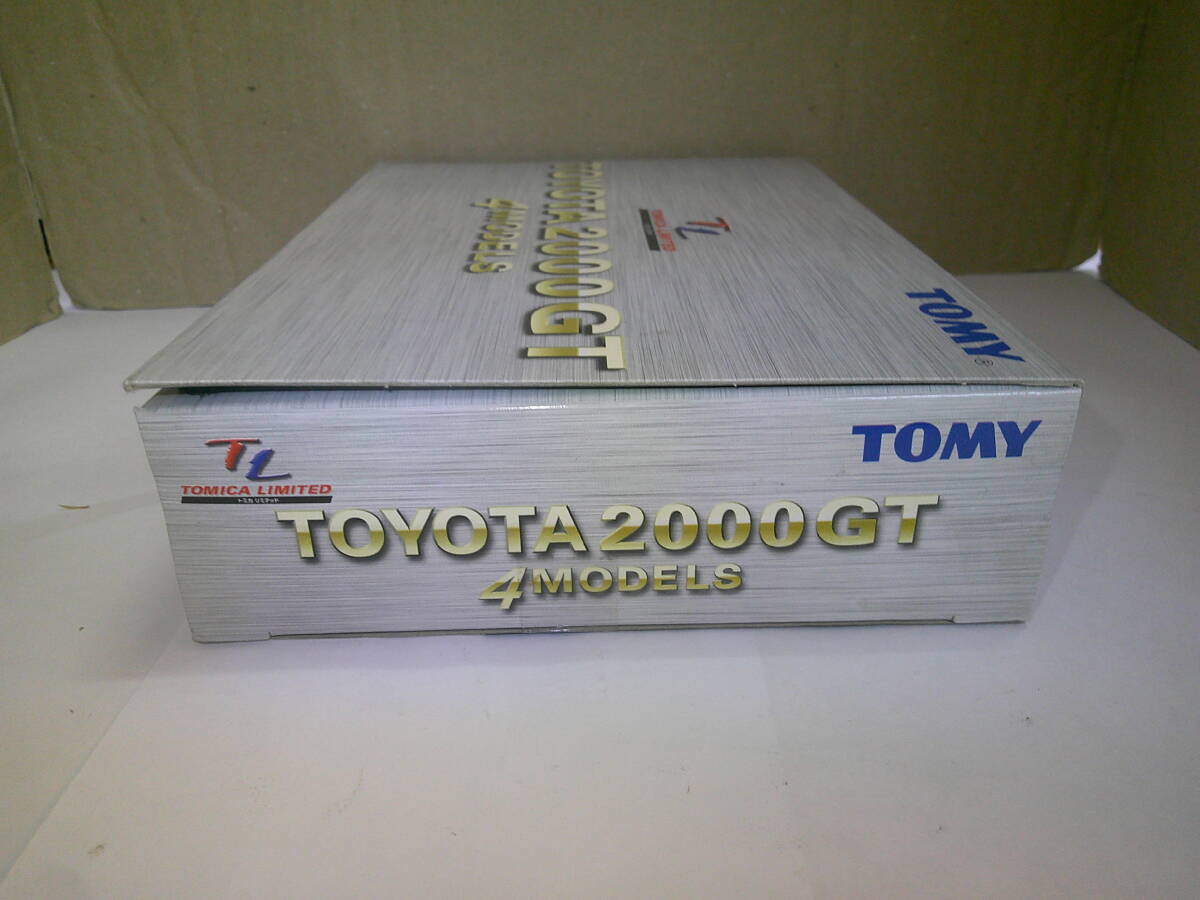 TOYOTA 2000GT
4MODELS
TL
TOMICA LIMITED
TOMY®
TL
TOMICA LIMITED
トミカ リミテッド
TOMY
TOYOTA 2000GT
4MODELS